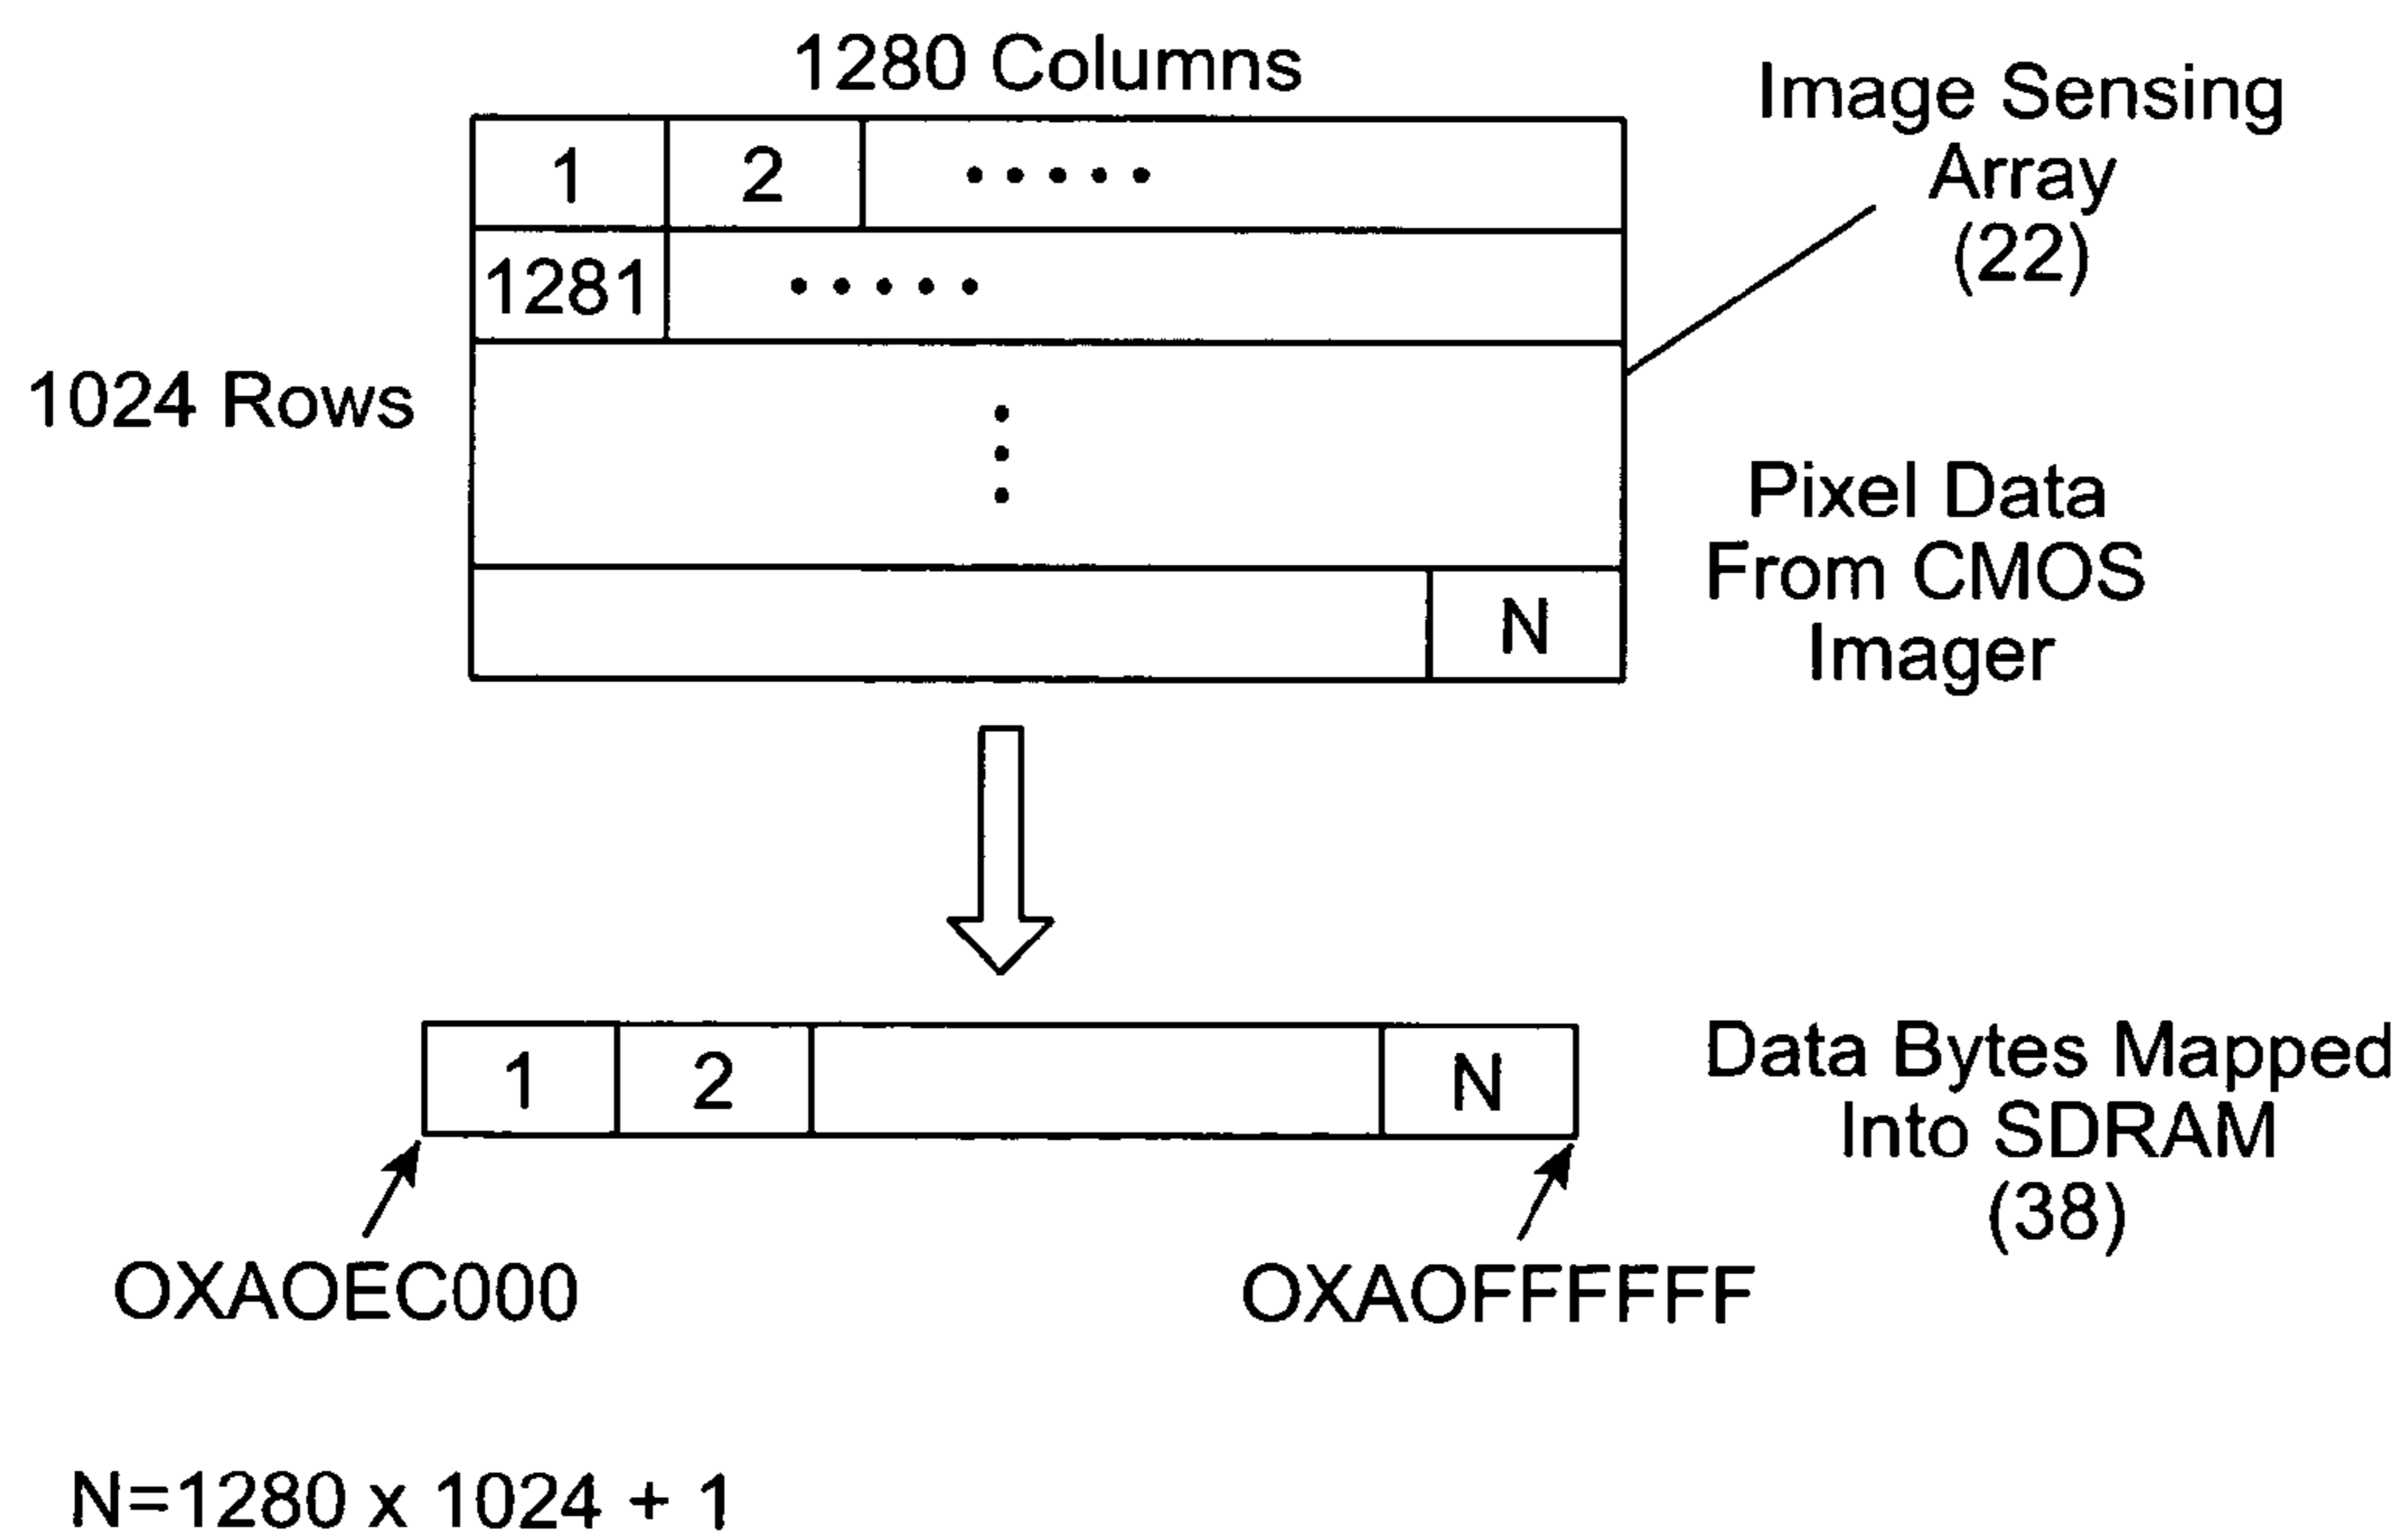 1280 Columns
Image Sensing
Array
(22)
1 2 .....
1281 .....
1024 Rows
N
Pixel Data
From CMOS
Imager
1 2 N
Data Bytes Mapped
Into SDRAM
(38)
OXAOEC000
OXAOFFFFFF
N=1280 x 1024 + 1